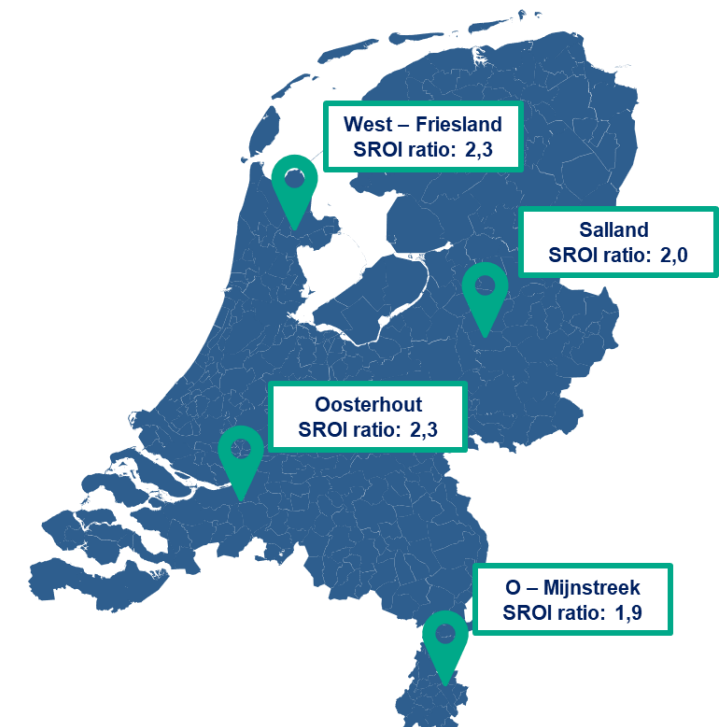 West – Friesland
SROI ratio: 2,3
Salland
SROI ratio: 2,0
Oosterhout
SROI ratio: 2,3
O – Mijnstreek
SROI ratio: 1,9